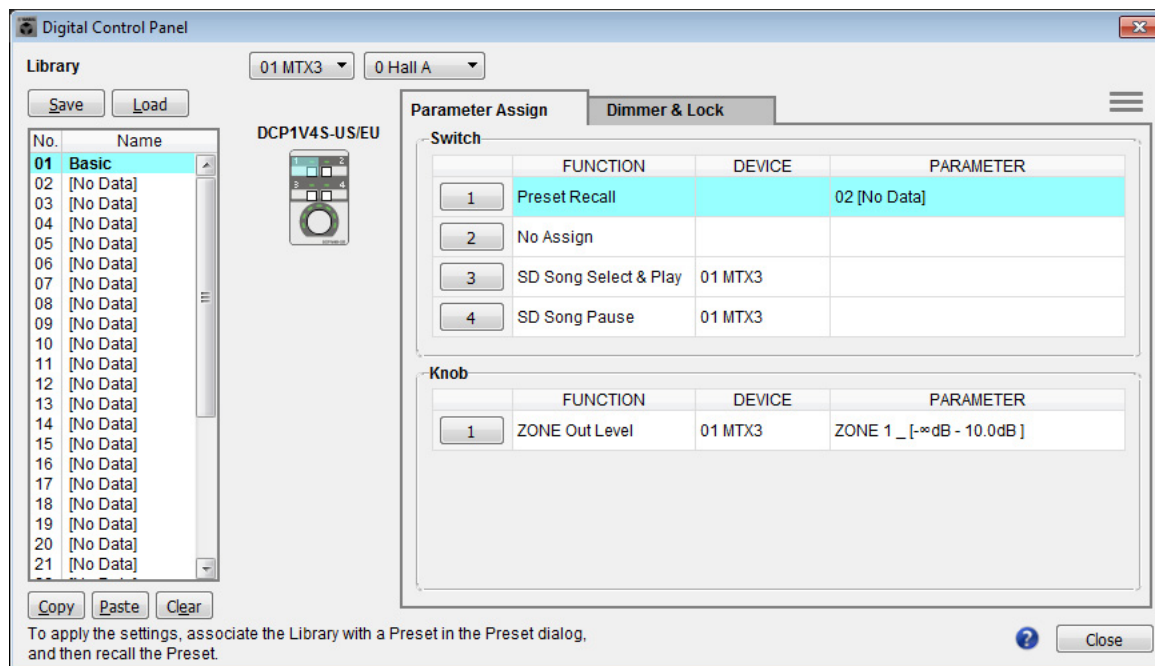 Digital Control Panel
Library
01 MTX3
0 Hall A
Save
Load
No. Name
01 Basic
02 [No Data]
03 [No Data]
04 [No Data]
05 [No Data]
06 [No Data]
07 [No Data]
08 [No Data]
09 [No Data]
10 [No Data]
11 [No Data]
12 [No Data]
13 [No Data]
14 [No Data]
15 [No Data]
16 [No Data]
17 [No Data]
18 [No Data]
19 [No Data]
20 [No Data]
21 [No Data]
Copy
Paste
Clear
DCP1V4S-US/EU
1 2
3 4
Parameter Assign
Dimmer & Lock
Switch
FUNCTION DEVICE PARAMETER
1 Preset Recall 02 [No Data]
2 No Assign
3 SD Song Select & Play 01 MTX3
4 SD Song Pause 01 MTX3
Knob
FUNCTION DEVICE PARAMETER
1 ZONE Out Level 01 MTX3 ZONE 1 _ [-∞dB - 10.0dB ]
To apply the settings, associate the Library with a Preset in the Preset dialog,
and then recall the Preset.
?
Close